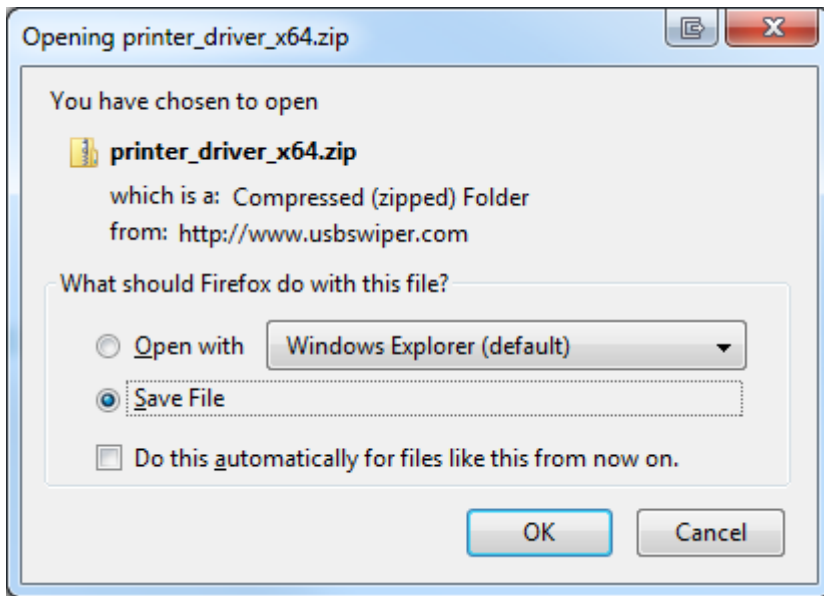 Opening printer_driver_x64.zip
You have chosen to open
printer_driver_x64.zip
which is a: Compressed (zipped) Folder
from: http://www.usbswiper.com
What should Firefox do with this file?
Open with Windows Explorer (default)
Save File
Do this automatically for files like this from now on.
OK Cancel